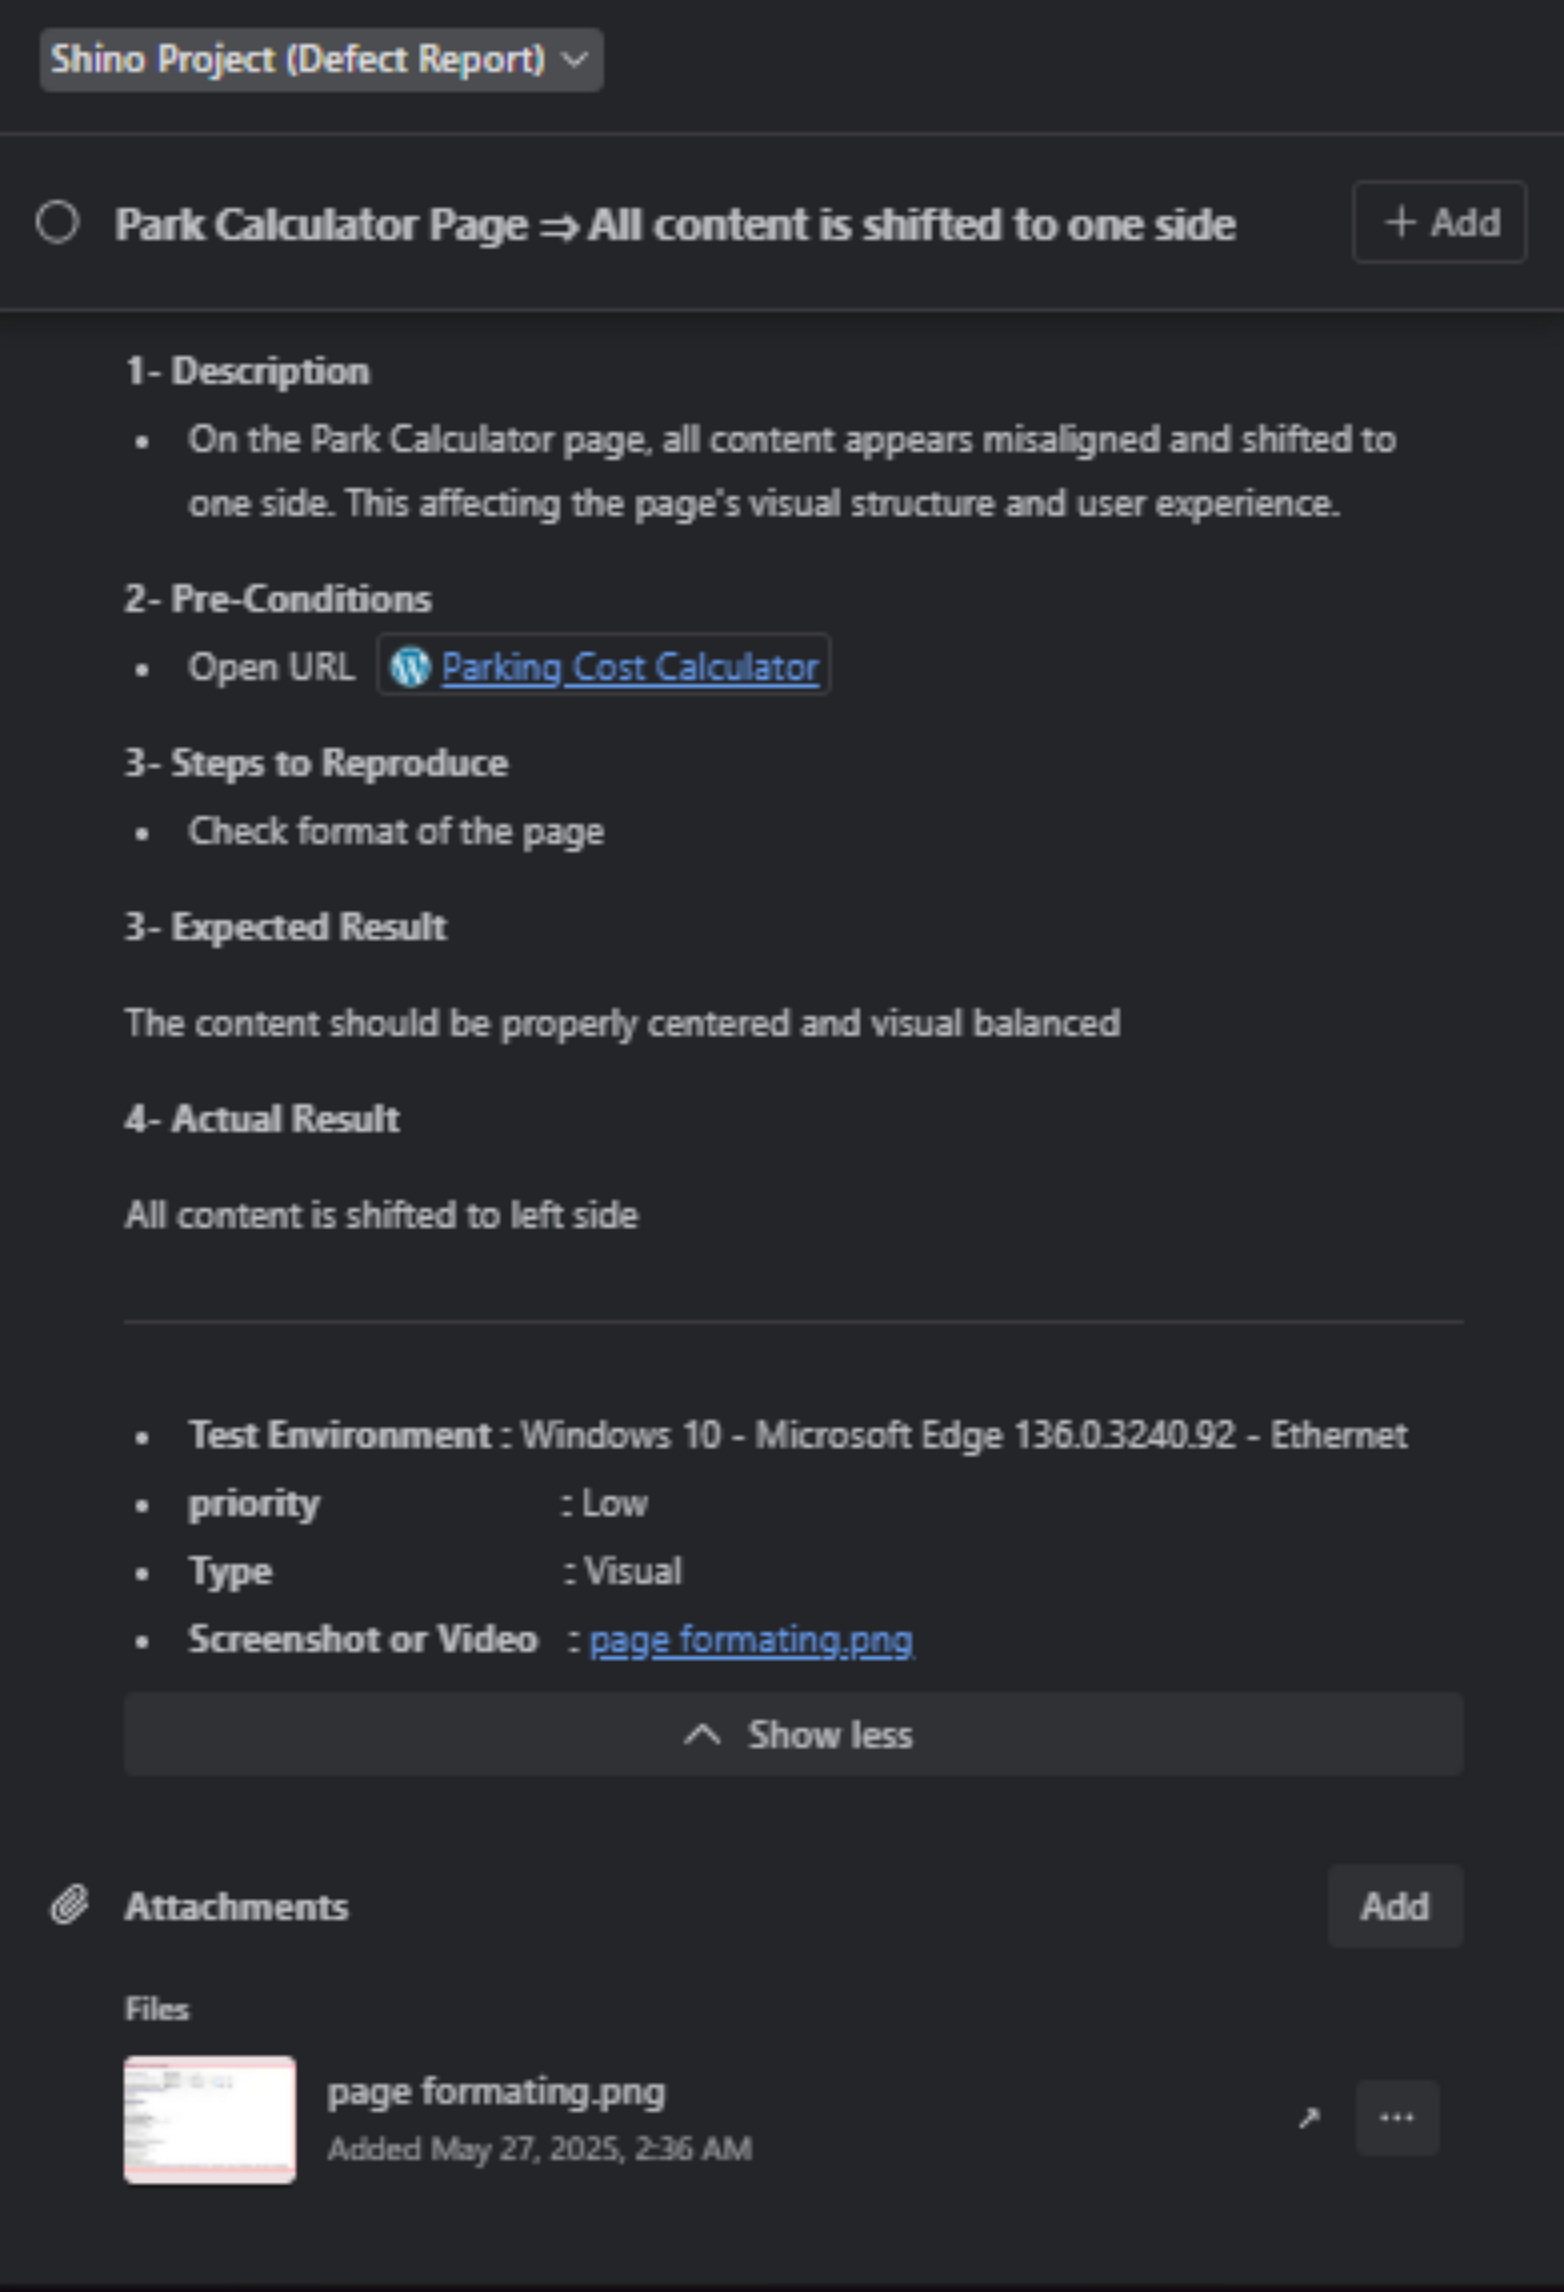 Shino Project (Defect Report)
Park Calculator Page ⇒ All content is shifted to one side
+ Add
1- Description
• On the Park Calculator page, all content appears misaligned and shifted to
one side. This affecting the page's visual structure and user experience.
2- Pre-Conditions
• Open URL Parking Cost Calculator
3- Steps to Reproduce
• Check format of the page
3- Expected Result
The content should be properly centered and visual balanced
4- Actual Result
All content is shifted to left side
• Test Environment : Windows 10 - Microsoft Edge 136.0.3240.92 - Ethernet
• priority : Low
• Type : Visual
• Screenshot or Video : page formating.png
Show less
Attachments
Add
Files
page formating.png
Added May 27, 2025, 2:36 AM